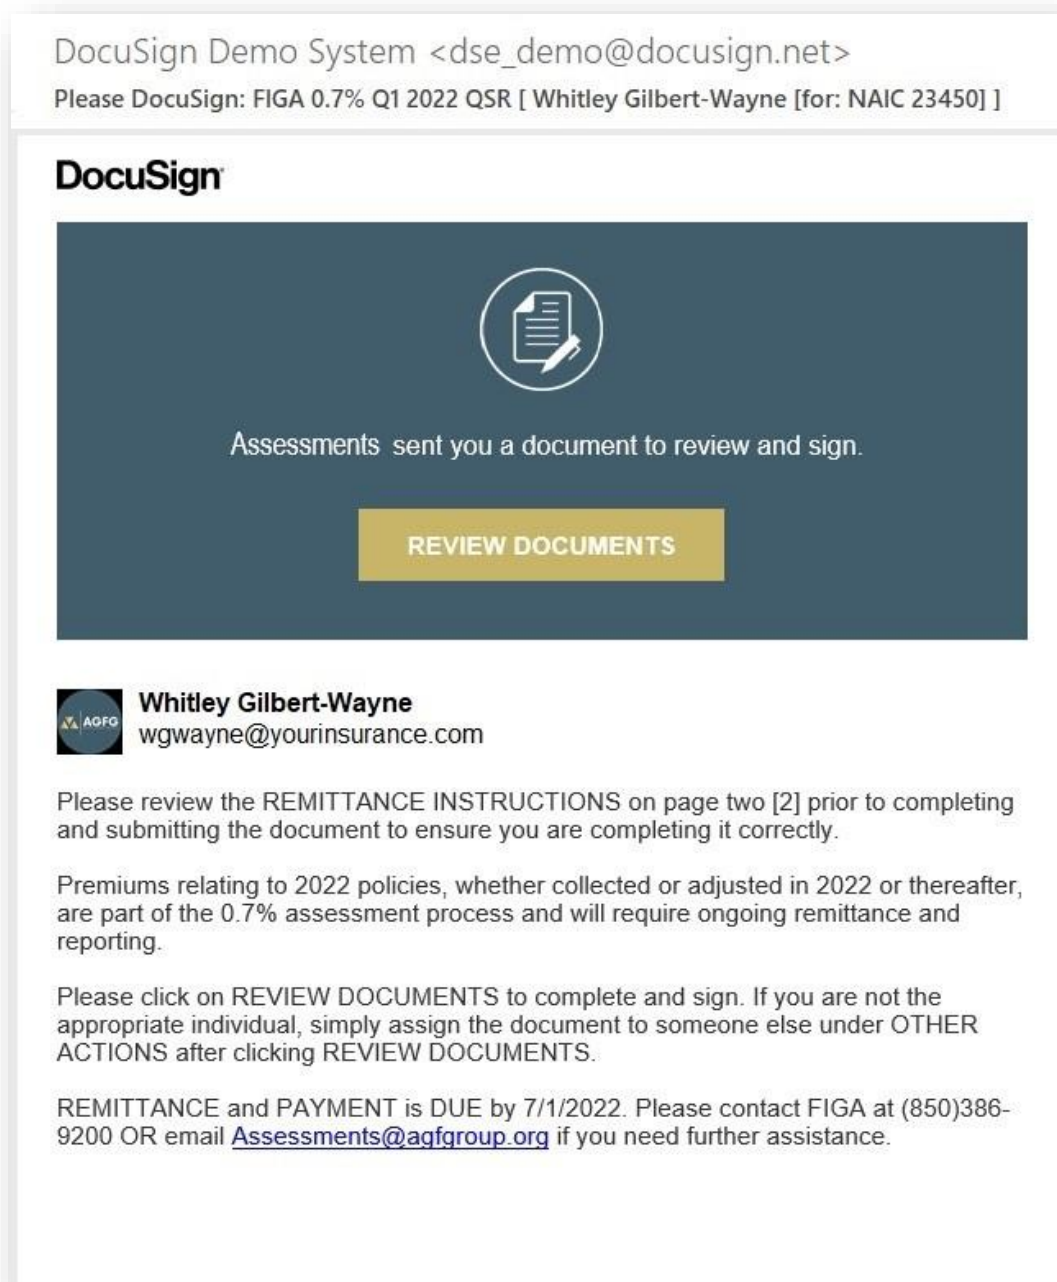 DocuSign Demo System <dse_demo@docusign.net>
Please DocuSign: FIGA 0.7% Q1 2022 QSR [ Whitley Gilbert-Wayne [for: NAIC 23450] ]
DocuSign
Assessments sent you a document to review and sign.
REVIEW DOCUMENTS
AGFG
Whitley Gilbert-Wayne
wgwayne@yourinsurance.com
Please review the REMITTANCE INSTRUCTIONS on page two [2] prior to completing
and submitting the document to ensure you are completing it correctly.
Premiums relating to 2022 policies, whether collected or adjusted in 2022 or thereafter,
are part of the 0.7% assessment process and will require ongoing remittance and
reporting.
Please click on REVIEW DOCUMENTS to complete and sign. If you are not the
appropriate individual, simply assign the document to someone else under OTHER
ACTIONS after clicking REVIEW DOCUMENTS.
REMITTANCE and PAYMENT is DUE by 7/1/2022. Please contact FIGA at (850)386-
9200 OR email Assessments@agfgroup.org if you need further assistance.